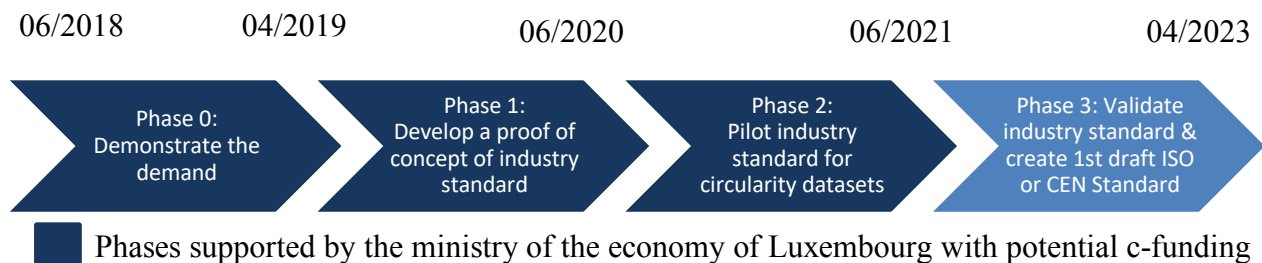 06/2018 04/2019 06/2020 06/2021 04/2023
Phase 0:
Demonstrate the
demand
Phase 1:
Develop a proof of
concept of industry
standard
Phase 2:
Pilot industry
standard for
circularity datasets
Phase 3: Validate
industry standard &
create 1st draft ISO
or CEN Standard
Phases supported by the ministry of the economy of Luxembourg with potential c-funding